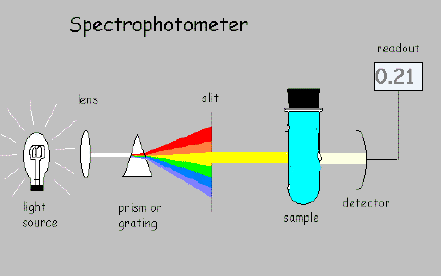 Spectrophotometer
readout
0.21
lens
slit
light
source
prism or
grating
sample
detector